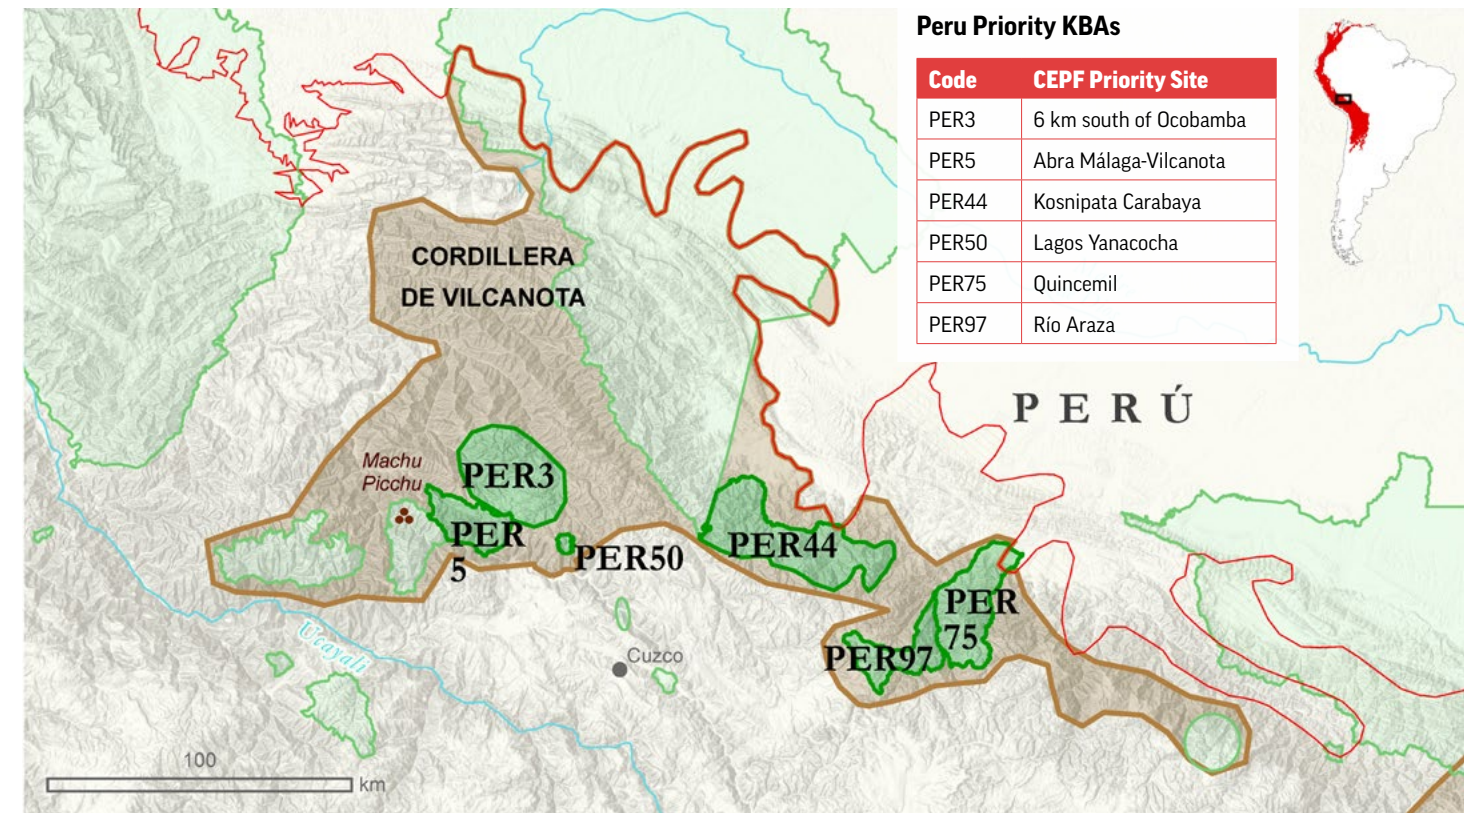 Peru Priority KBAs
Code CEPF Priority Site
PER3 6 km south of Ocobamba
PER5 Abra Málaga-Vilcanota
PER44 Kosnipata Carabaya
PER50 Lagos Yanacocha
PER75 Quincemil
PER97 Río Araza
CORDILLERA
DE VILCANOTA
PERÚ
Machu
Picchu
PER3
PER
5
PER50
PER44
PER
75
PER97
Ucayali
Cuzco
100
km